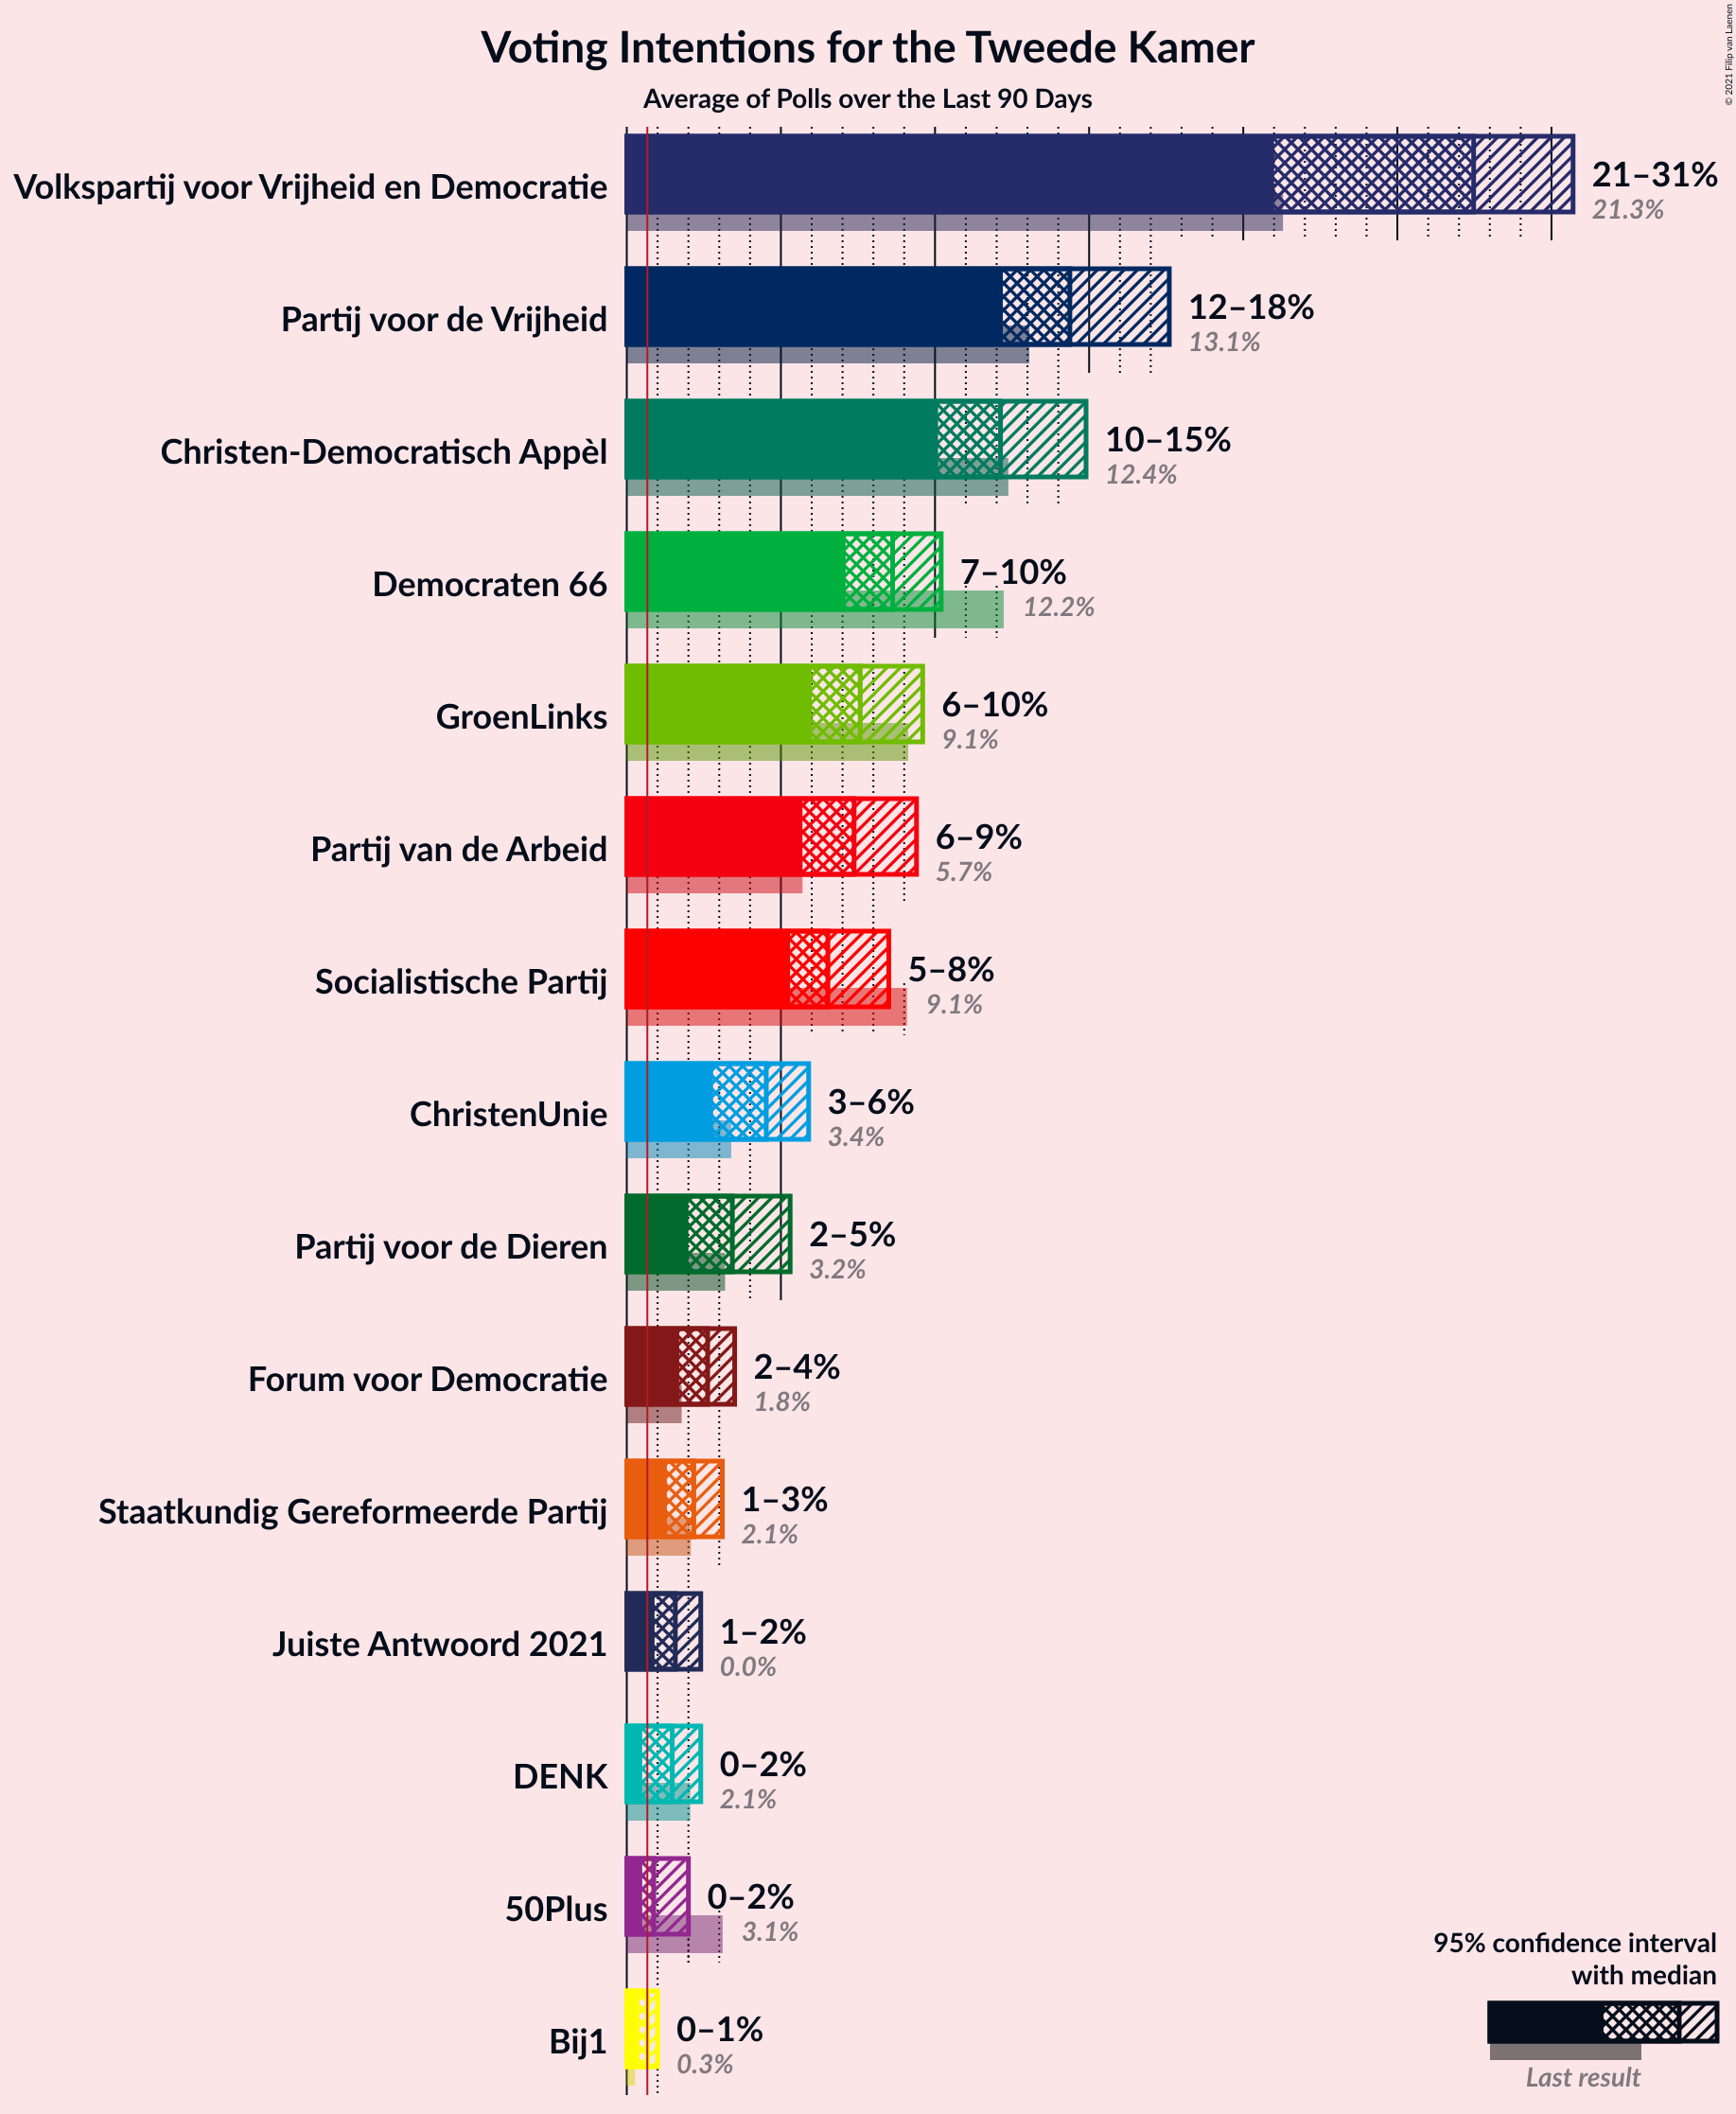 Voting Intentions for the Tweede Kamer
Average of Polls over the Last 90 Days
© 2021 Filip van Laenen
Volkspartij voor Vrijheid en Democratie
21–31%
21.3%
Partij voor de Vrijheid
12–18%
13.1%
Christen-Democratisch Appèl
10–15%
12.4%
Democraten 66
7–10%
12.2%
GroenLinks
6–10%
9.1%
Partij van de Arbeid
6–9%
5.7%
Socialistische Partij
5–8%
9.1%
ChristenUnie
3–6%
3.4%
Partij voor de Dieren
2–5%
3.2%
Forum voor Democratie
2–4%
1.8%
Staatkundig Gereformeerde Partij
1–3%
2.1%
Juiste Antwoord 2021
1–2%
0.0%
DENK
0–2%
2.1%
50Plus
0–2%
3.1%
Bij1
0–1%
0.3%
95% confidence interval
with median
Last result